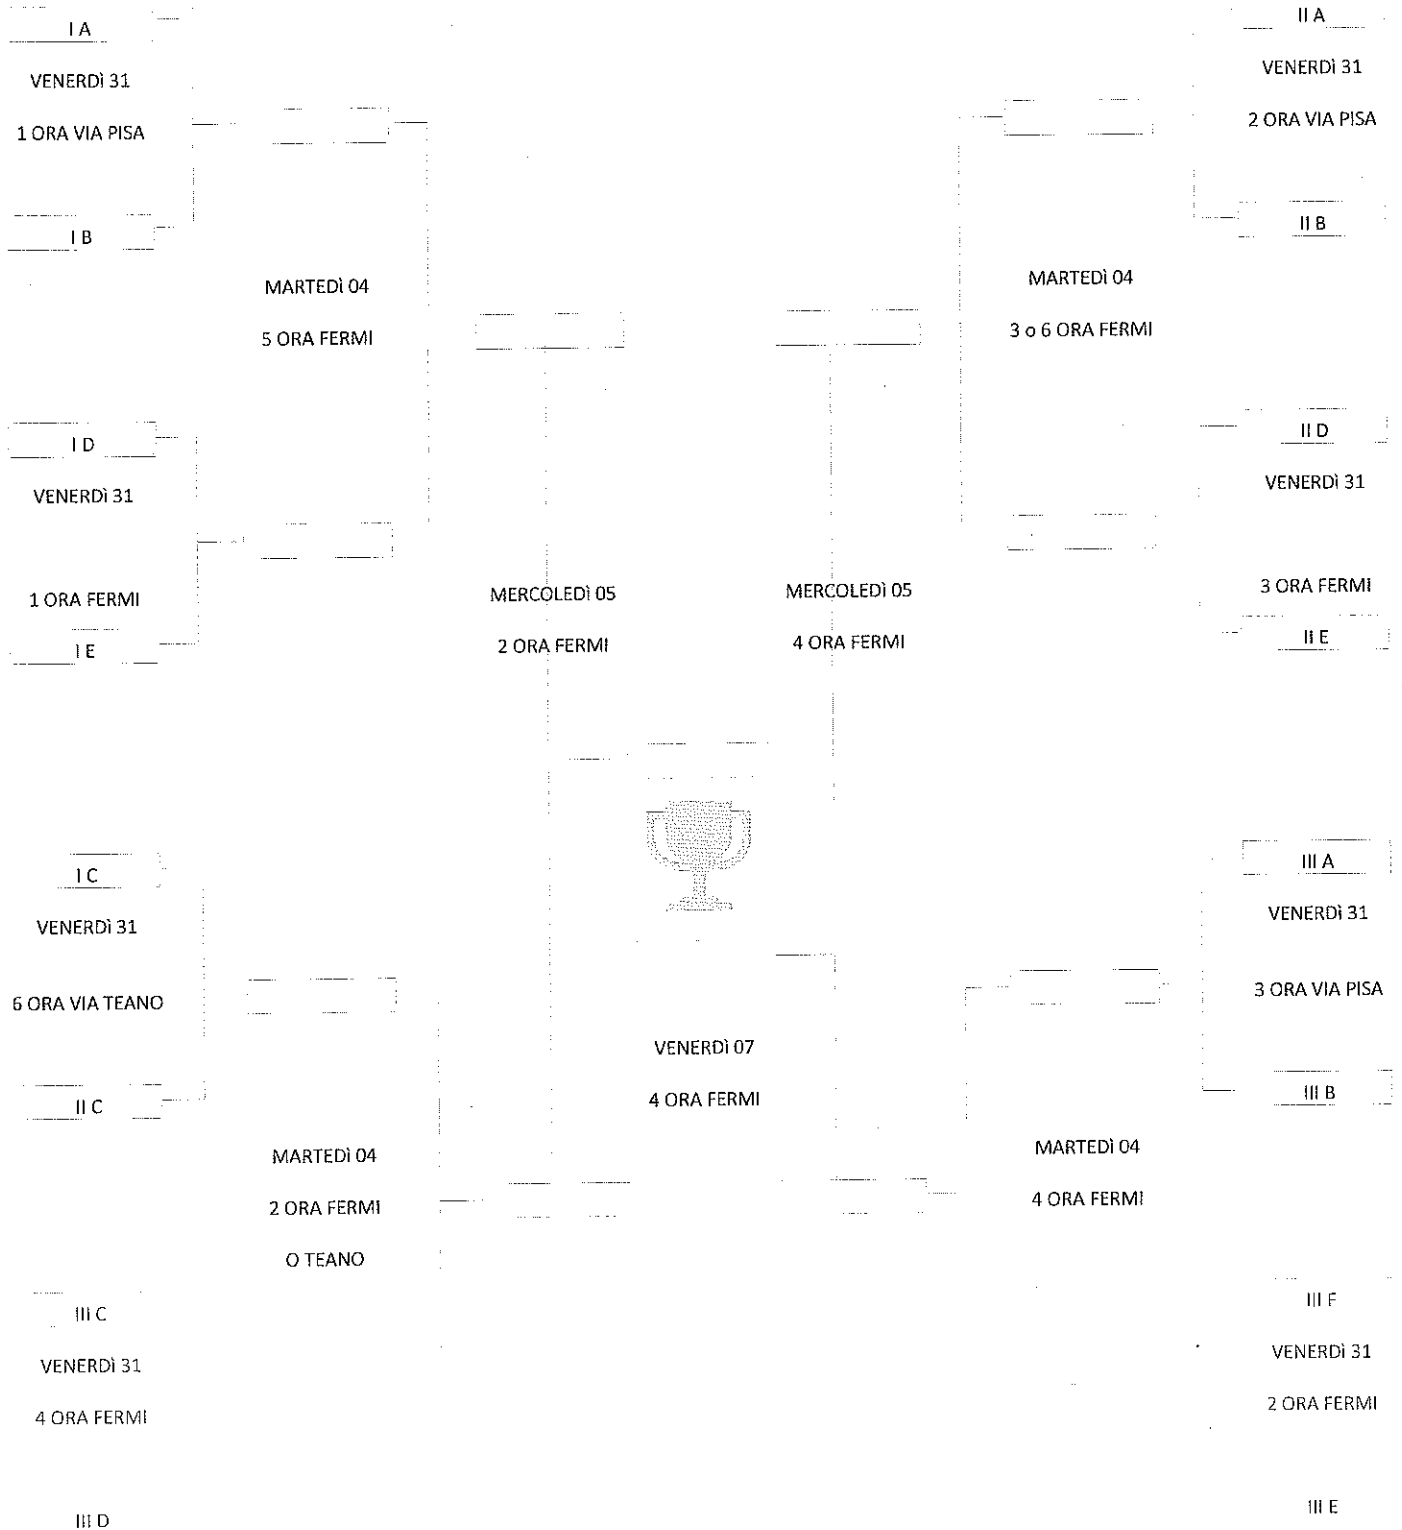 I A
VENERDÌ 31
1 ORA VIA PISA
I B
MARTEDÌ 04
5 ORA FERMI
I D
VENERDÌ 31
1 ORA FERMI
I E
MERCOLEDÌ 05
2 ORA FERMI
I C
VENERDÌ 31
6 ORA VIA TEANO
II C
MARTEDÌ 04
2 ORA FERMI
O TEANO
III C
VENERDÌ 31
4 ORA FERMI
III D
VENERDÌ 07
4 ORA FERMI
II A
VENERDÌ 31
2 ORA VIA PISA
II B
MARTEDÌ 04
3 o 6 ORA FERMI
II D
VENERDÌ 31
3 ORA FERMI
II E
MERCOLEDÌ 05
4 ORA FERMI
III A
VENERDÌ 31
3 ORA VIA PISA
III B
MARTEDÌ 04
4 ORA FERMI
III F
VENERDÌ 31
2 ORA FERMI
III E